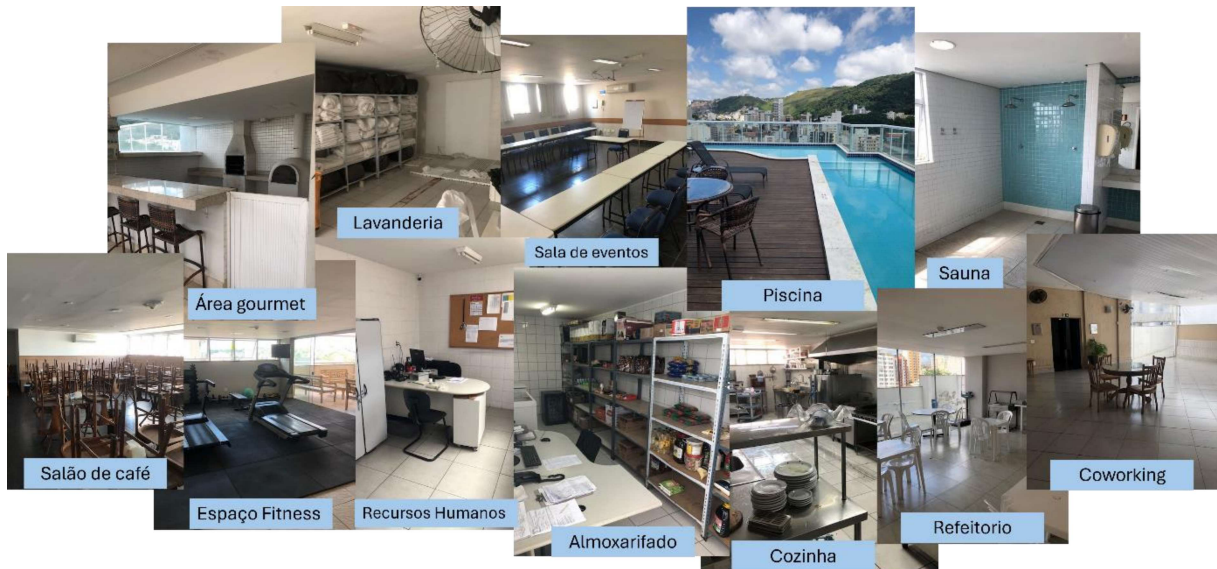 Lavanderia
Sala de eventos
Sauna
Área gourmet
Piscina
Salão de café
Espaço Fitness
Recursos Humanos
Almoxarifado
Cozinha
Refeitorio
Coworking